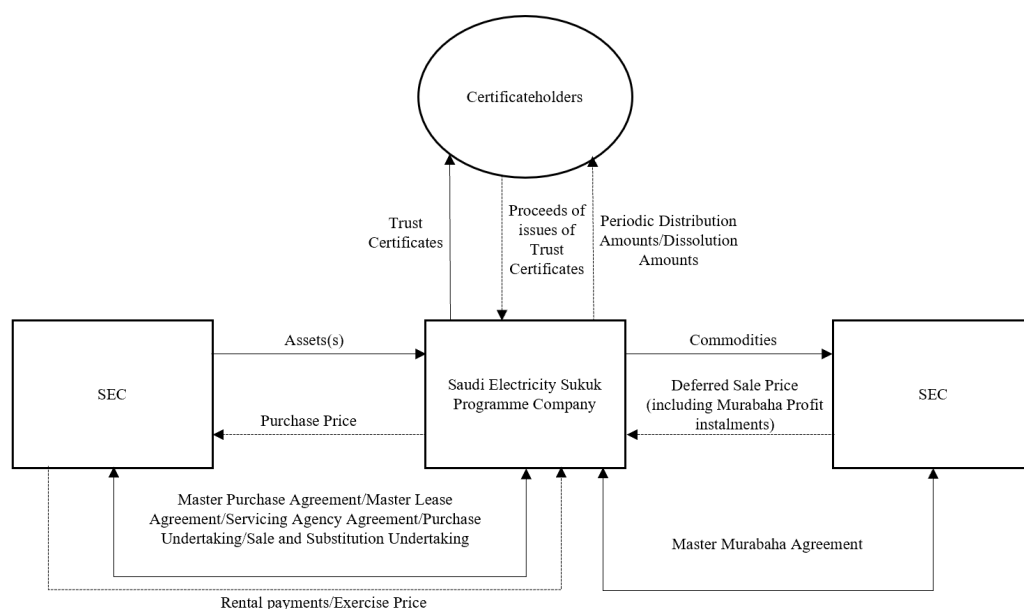 Certificateholders
Trust
Certificates
Proceeds of
issues of
Trust
Certificates
Periodic Distribution
Amounts/Dissolution
Amounts
SEC
Assets(s)
Purchase Price
Saudi Electricity Sukuk
Programme Company
Commodities
Deferred Sale Price
(including Murabaha Profit
instalments)
SEC
Master Purchase Agreement/Master Lease
Agreement/Servicing Agency Agreement/Purchase
Undertaking/Sale and Substitution Undertaking
Master Murabaha Agreement
Rental payments/Exercise Price